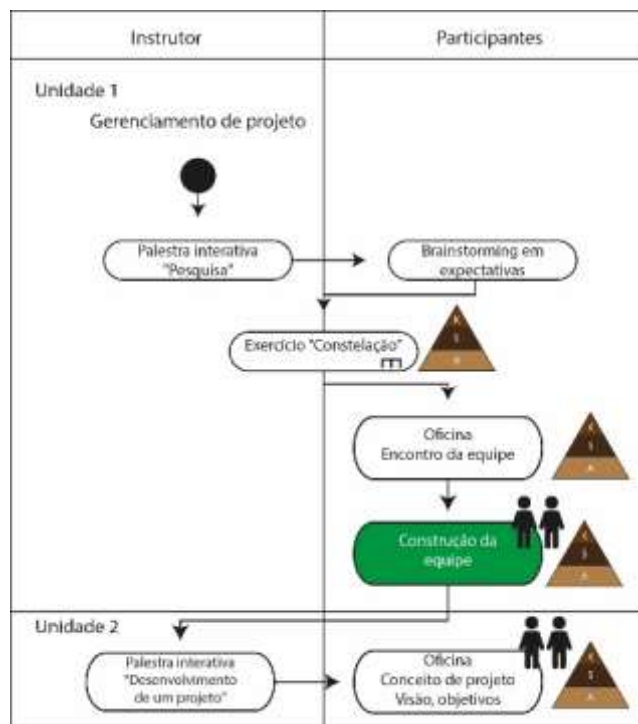 Instrutor
Participantes
Unidade 1
Gerenciamento de projeto
Palestra interativa
"Pesquisa"
Brainstorming em
expectativas
Exercício "Constelação"
K
S
A
Oficina
Encontro da equipe
K
S
A
Construção da
equipe
K
S
A
Unidade 2
Palestra interativa
"Desenvolvimento
de um projeto"
Oficina
Conceito de projeto
Visão, objetivos
K
S
A